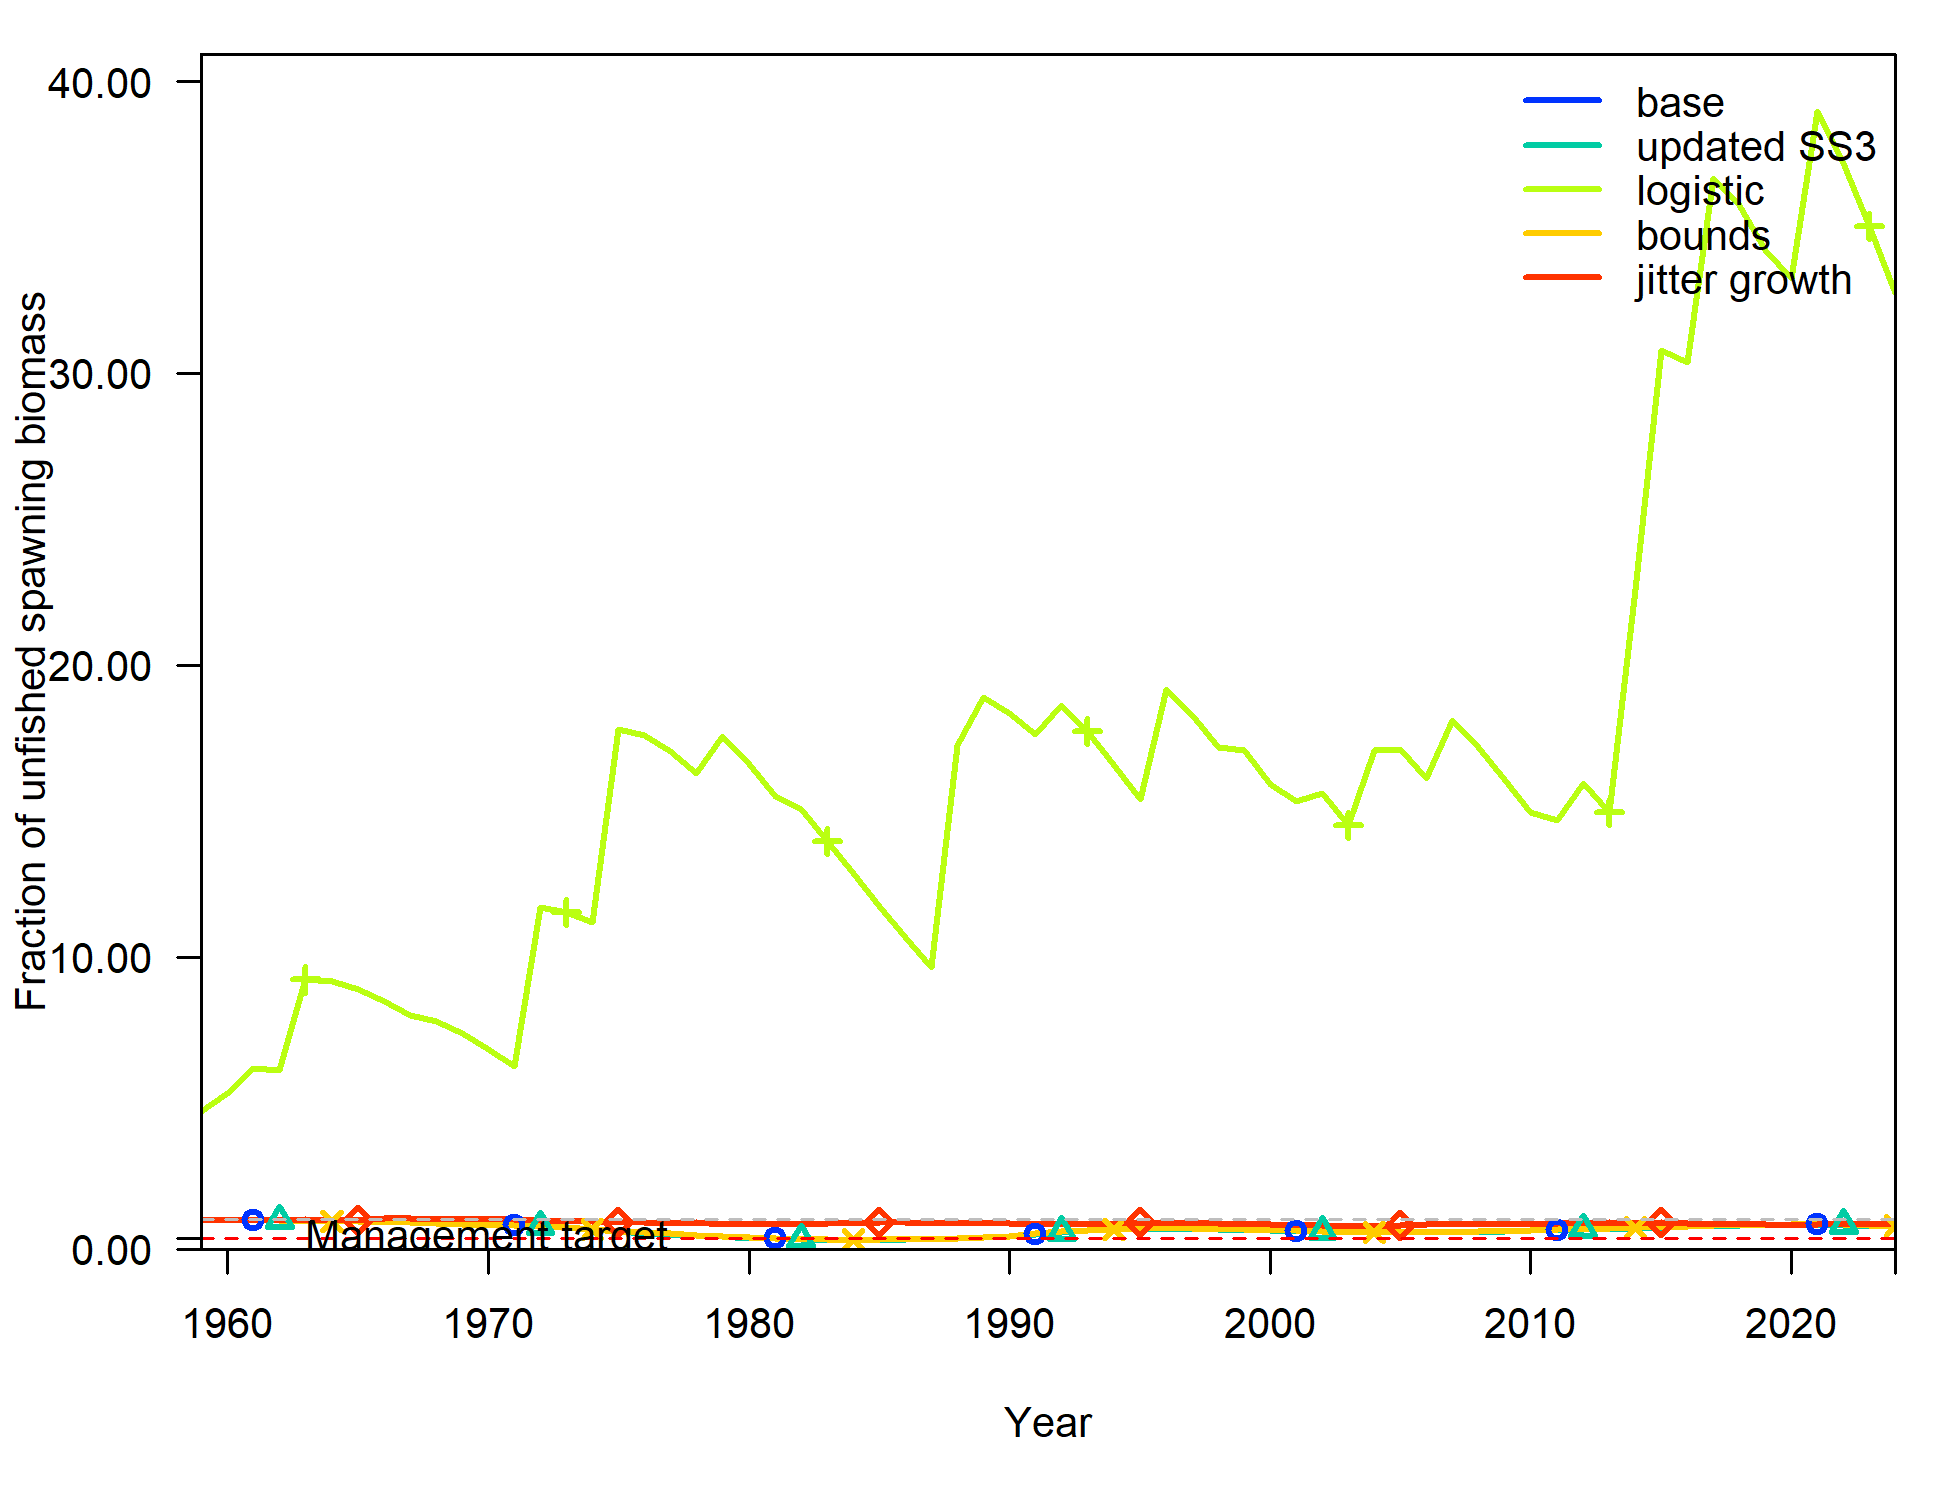 Fraction of unfished spawning biomass
40.00
30.00
20.00
10.00
0.00
base
updated SS3
logistic
bounds
jitter growth
Management target
1960 1970 1980 1990 2000 2010 2020
Year